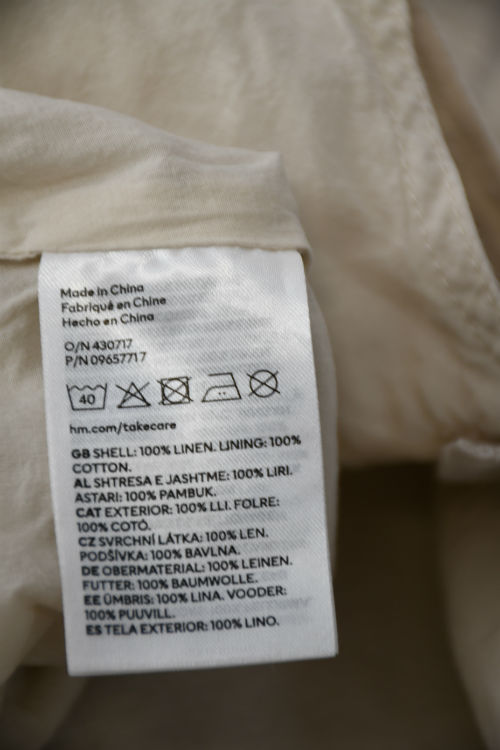 Made in China
Fabriqué en Chine
Hecho en China
O/N 430717
P/N 09657717
40
hm.com/takecare
GB SHELL: 100% LINEN. LINING: 100%
COTTON.
AL SHTRESA E JASHTME: 100% LIRI.
ASTARI: 100% PAMBUK.
CAT EXTERIOR: 100% LLI. FOLRE:
100% COTÓ.
CZ SVRCHNÍ LÁTKA: 100% LEN.
PODŠÍVKA: 100% BAVLNA.
DE OBERMATERIAL: 100% LEINEN.
FUTTER: 100% BAUMWOLLE.
EE ÜMBRIS: 100% LINA. VOODER:
100% PUUVILL.
ES TELA EXTERIOR: 100% LINO.